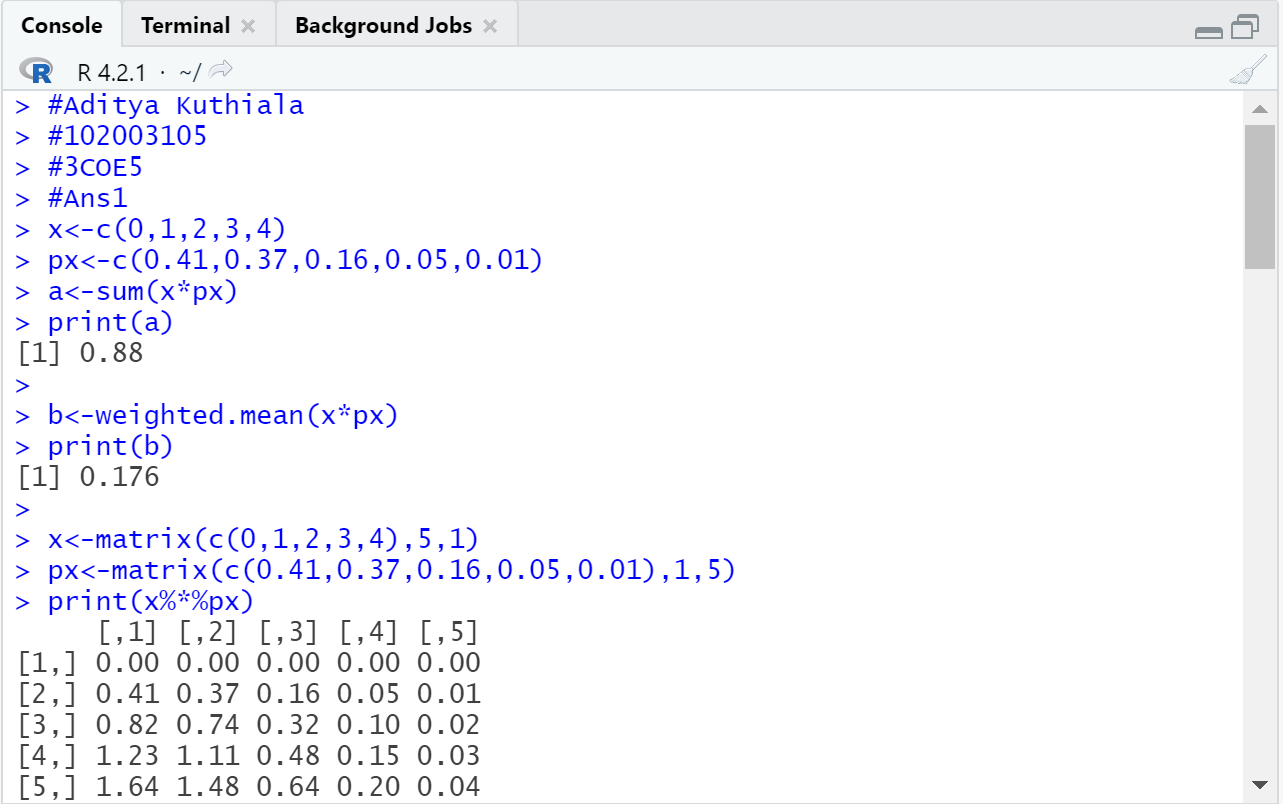 Console Terminal Background Jobs
R R 4.2.1 · ~/
> #Aditya Kuthiala
> #102003105
> #3COE5
> #Ans1
> x<-c(0,1,2,3,4)
> px<-c(0.41,0.37,0.16,0.05,0.01)
> a<-sum(x*px)
> print(a)
[1] 0.88
>
> b<-weighted.mean(x*px)
> print(b)
[1] 0.176
>
> x<-matrix(c(0,1,2,3,4),5,1)
> px<-matrix(c(0.41,0.37,0.16,0.05,0.01),1,5)
> print(x%*%px)
     [,1] [,2] [,3] [,4] [,5]
[1,] 0.00 0.00 0.00 0.00 0.00
[2,] 0.41 0.37 0.16 0.05 0.01
[3,] 0.82 0.74 0.32 0.10 0.02
[4,] 1.23 1.11 0.48 0.15 0.03
[5,] 1.64 1.48 0.64 0.20 0.04